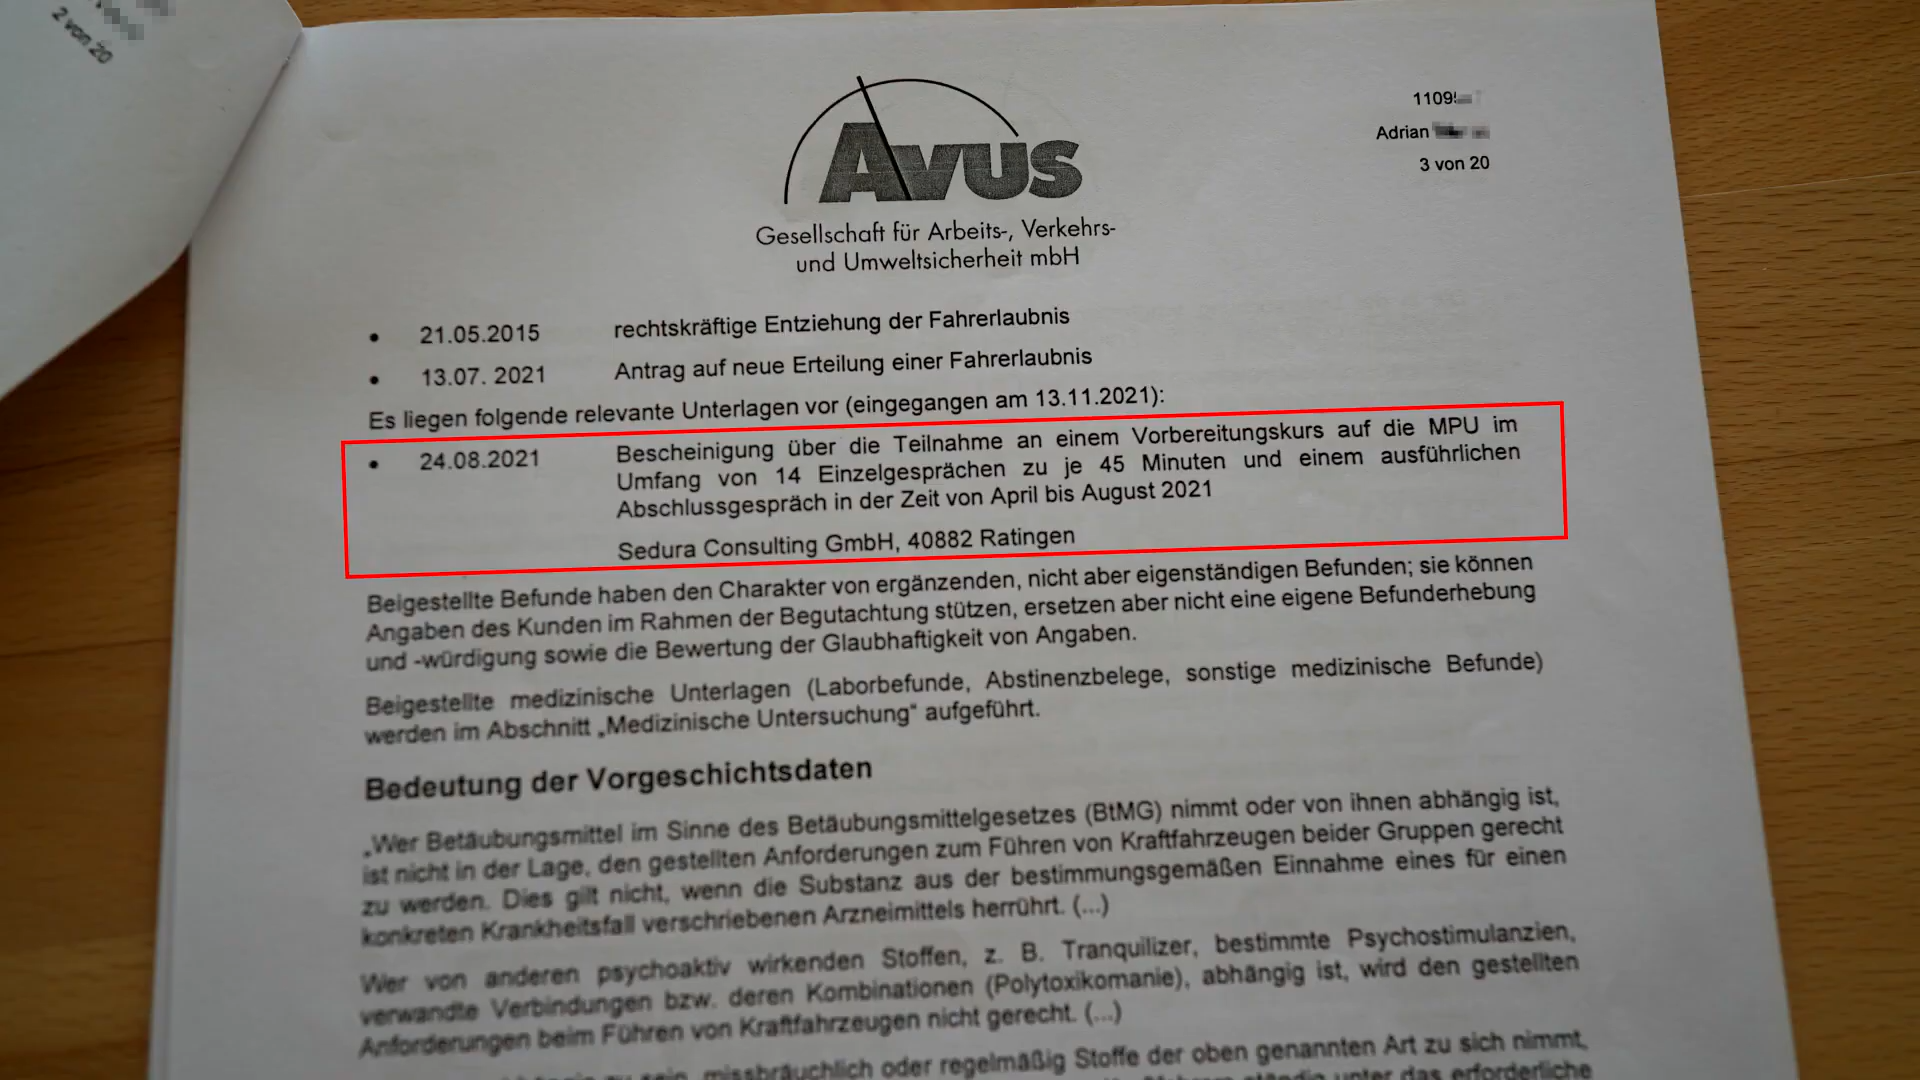 2 von 20
AVUS
Gesellschaft für Arbeits-, Verkehrs-
und Umweltsicherheit mbH
1109
Adrian
3 von 20
• 21.05.2015 rechtskräftige Entziehung der Fahrerlaubnis
• 13.07. 2021 Antrag auf neue Erteilung einer Fahrerlaubnis
Es liegen folgende relevante Unterlagen vor (eingegangen am 13.11.2021):
• 24.08.2021 Bescheinigung über die Teilnahme an einem Vorbereitungskurs auf die MPU im
Umfang von 14 Einzelgesprächen zu je 45 Minuten und einem ausführlichen
Abschlussgespräch in der Zeit von April bis August 2021
Sedura Consulting GmbH, 40882 Ratingen
Beigestellte Befunde haben den Charakter von ergänzenden, nicht aber eigenständigen Befunden; sie können
Angaben des Kunden im Rahmen der Begutachtung stützen, ersetzen aber nicht eine eigene Befunderhebung
und -würdigung sowie die Bewertung der Glaubhaftigkeit von Angaben.
Beigestellte medizinische Unterlagen (Laborbefunde, Abstinenzbelege, sonstige medizinische Befunde)
werden im Abschnitt „Medizinische Untersuchung“ aufgeführt.
Bedeutung der Vorgeschichtsdaten
„Wer Betäubungsmittel im Sinne des Betäubungsmittelgesetzes (BtMG) nimmt oder von ihnen abhängig ist,
ist nicht in der Lage, den gestellten Anforderungen zum Führen von Kraftfahrzeugen beider Gruppen gerecht
zu werden. Dies gilt nicht, wenn die Substanz aus der bestimmungsgemäßen Einnahme eines für einen
konkreten Krankheitsfall verschriebenen Arzneimittels herrührt. (...)
Wer von anderen psychoaktiv wirkenden Stoffen, z. B. Tranquilizer, bestimmte Psychostimulanzien,
verwandte Verbindungen bzw. deren Kombinationen (Polytoxikomanie), abhängig ist, wird den gestellten
Anforderungen beim Führen von Kraftfahrzeugen nicht gerecht. (...)
zu sein, missbräuchlich oder regelmäßig Stoffe der oben genannten Art zu sich nimmt,
ständig unter das erforderliche